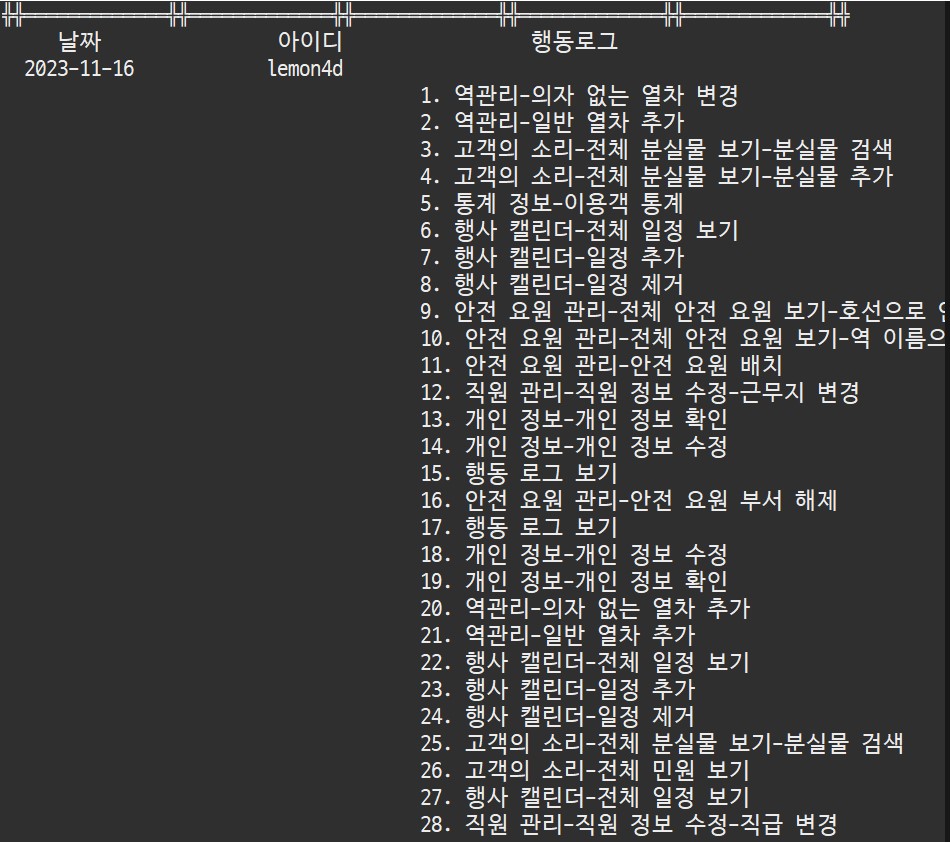 날짜 아이디 행동로그
2023-11-16 lemon4d
1. 역관리-의자 없는 열차 변경
2. 역관리-일반 열차 추가
3. 고객의 소리-전체 분실물 보기-분실물 검색
4. 고객의 소리-전체 분실물 보기-분실물 추가
5. 통계 정보-이용객 통계
6. 행사 캘린더-전체 일정 보기
7. 행사 캘린더-일정 추가
8. 행사 캘린더-일정 제거
9. 안전 요원 관리-전체 안전 요원 보기-호선으로
10. 안전 요원 관리-전체 안전 요원 보기-역 이름으
11. 안전 요원 관리-안전 요원 배치
12. 직원 관리-직원 정보 수정-근무지 변경
13. 개인 정보-개인 정보 확인
14. 개인 정보-개인 정보 수정
15. 행동 로그 보기
16. 안전 요원 관리-안전 요원 부서 해제
17. 행동 로그 보기
18. 개인 정보-개인 정보 수정
19. 개인 정보-개인 정보 확인
20. 역관리-의자 없는 열차 추가
21. 역관리-일반 열차 추가
22. 행사 캘린더-전체 일정 보기
23. 행사 캘린더-일정 추가
24. 행사 캘린더-일정 제거
25. 고객의 소리-전체 분실물 보기-분실물 검색
26. 고객의 소리-전체 민원 보기
27. 행사 캘린더-전체 일정 보기
28. 직원 관리-직원 정보 수정-직급 변경